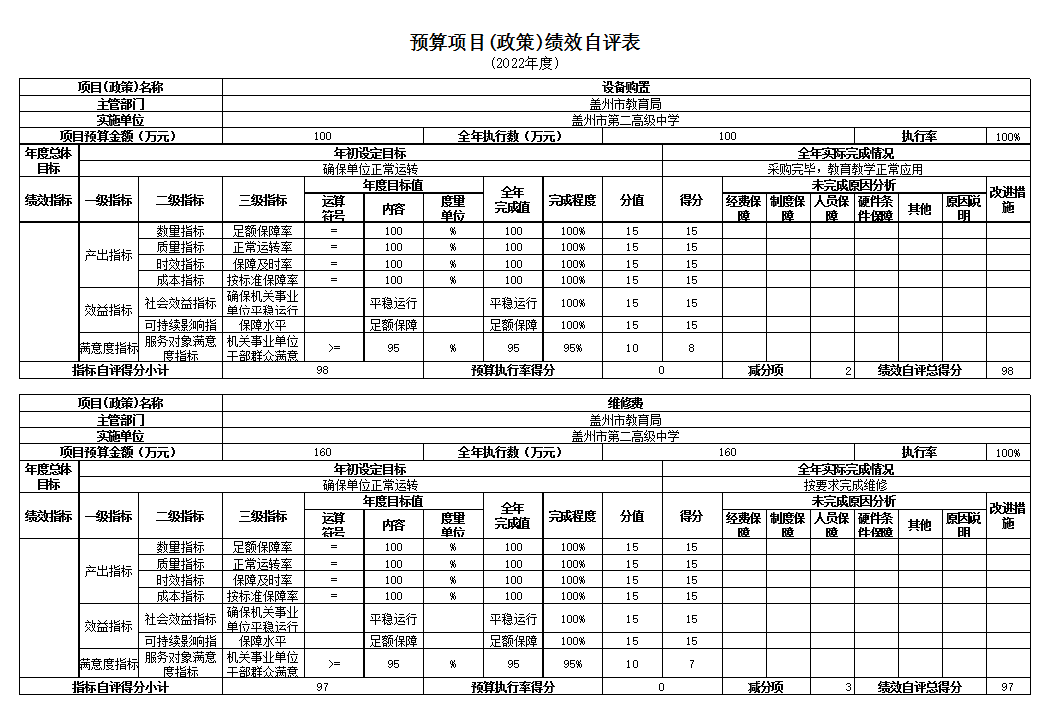 预算项目(政策)绩效自评表
(2022年度)
项目(政策)名称 设备购置
主管部门 盖州市教育局
实施单位 盖州市第二高级中学
项目预算金额（万元） 100 全年执行数（万元） 100 执行率 100%
年度总体目标 年初设定目标 全年实际完成情况
确保单位正常运转 采购完毕，教育教学正常应用
绩效指标 一级指标 二级指标 三级指标 年度目标值 全年完成值 完成程度 分值 得分 未完成原因分析 改进措施
运算符号 内容 度量单位 经费保障 制度保障 人员保障 硬件条件保障 其他 原因说明
产出指标 数量指标 足额保障率 = 100 % 100 100% 15 15
质量指标 正常运转率 = 100 % 100 100% 15 15
时效指标 保障及时率 = 100 % 100 100% 15 15
成本指标 按标准保障率 = 100 % 100 100% 15 15
效益指标 社会效益指标 确保机关事业单位平稳运行 平稳运行 平稳运行 100% 15 15
可持续影响指 保障水平 足额保障 足额保障 100% 15 15
满意度指标 服务对象满意度指标 机关事业单位干部群众满意 >= 95 % 95 95% 10 8
指标自评得分小计 98 预算执行率得分 0 减分项 2 绩效自评总得分 98
项目(政策)名称 维修费
主管部门 盖州市教育局
实施单位 盖州市第二高级中学
项目预算金额（万元） 160 全年执行数（万元） 160 执行率 100%
年度总体目标 年初设定目标 全年实际完成情况
确保单位正常运转 按要求完成维修
绩效指标 一级指标 二级指标 三级指标 年度目标值 全年完成值 完成程度 分值 得分 未完成原因分析 改进措施
运算符号 内容 度量单位 经费保障 制度保障 人员保障 硬件条件保障 其他 原因说明
产出指标 数量指标 足额保障率 = 100 % 100 100% 15 15
质量指标 正常运转率 = 100 % 100 100% 15 15
时效指标 保障及时率 = 100 % 100 100% 15 15
成本指标 按标准保障率 = 100 % 100 100% 15 15
效益指标 社会效益指标 确保机关事业单位平稳运行 平稳运行 平稳运行 100% 15 15
可持续影响指 保障水平 足额保障 足额保障 100% 15 15
满意度指标 服务对象满意度指标 机关事业单位干部群众满意 >= 95 % 95 95% 10 7
指标自评得分小计 97 预算执行率得分 0 减分项 3 绩效自评总得分 97